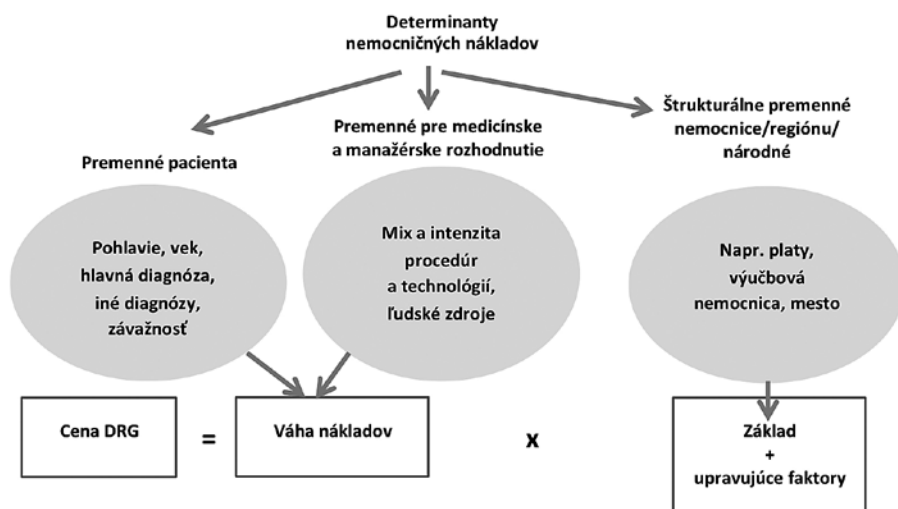 Determinanty
nemocničných nákladov
Premenné pacienta
Premenné pre medicínske
a manažérske rozhodnutie
Štrukturálne premenné
nemocnice/regiónu/
národné
Pohlavie, vek,
hlavná diagnóza,
iné diagnózy,
závažnosť
Mix a intenzita
procedúr
a technológií,
ľudské zdroje
Napr. platy,
výučbová
nemocnica, mesto
Cena DRG
=
Váha nákladov
x
Základ
+
upravujúce faktory